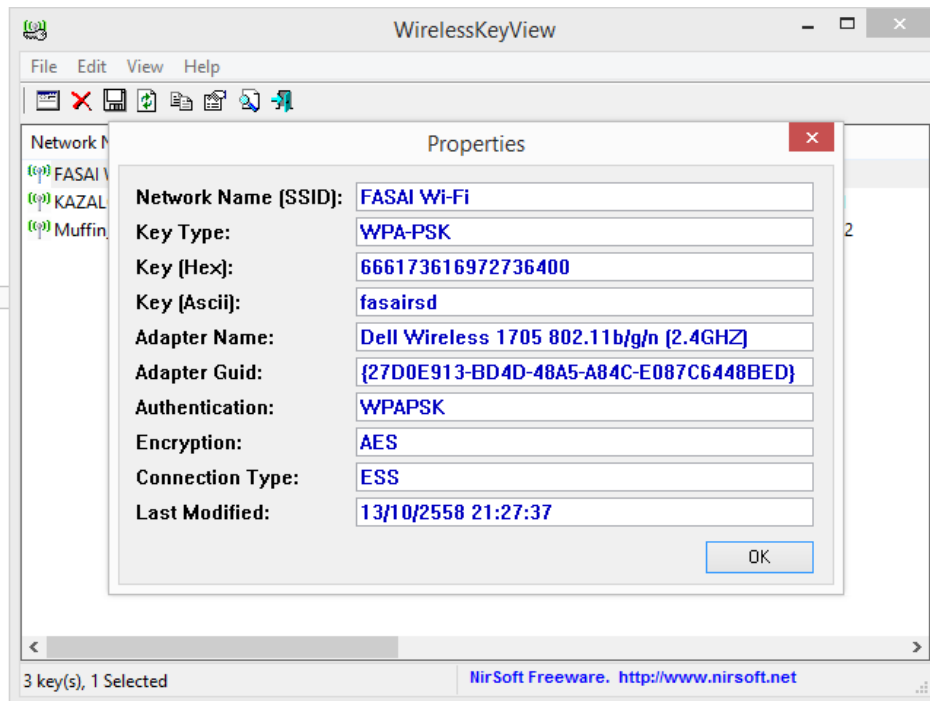 WirelessKeyView
File Edit View Help
Network N
Properties
FASAI W
KAZAL
Muffin_
2
Network Name (SSID): FASAI Wi-Fi
Key Type: WPA-PSK
Key (Hex): 666173616972736400
Key (Ascii): fasairsd
Adapter Name: Dell Wireless 1705 802.11b/g/n (2.4GHZ)
Adapter Guid: {27D0E913-BD4D-48A5-A84C-E087C6448BED}
Authentication: WPAPSK
Encryption: AES
Connection Type: ESS
Last Modified: 13/10/2558 21:27:37
OK
3 key(s), 1 Selected
NirSoft Freeware. http://www.nirsoft.net